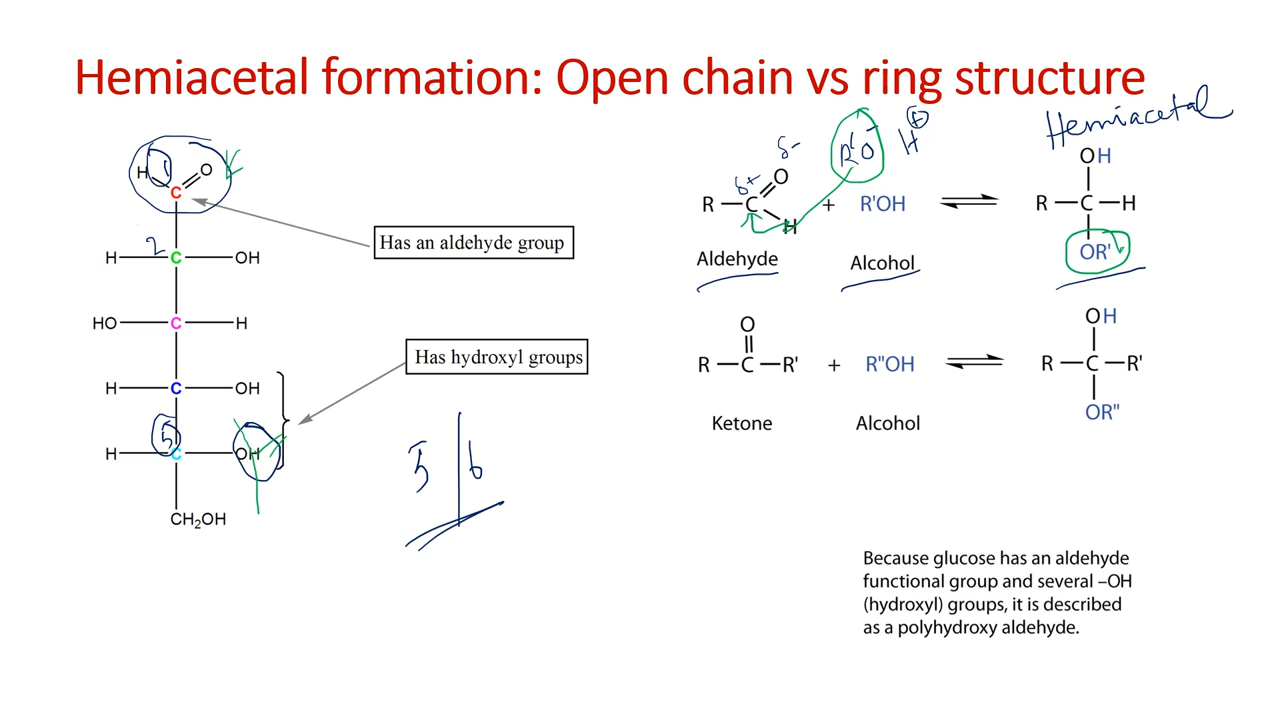 Hemiacetal formation: Open chain vs ring structure
Hemiacetal
H 1 O
C
2
H C OH
HO C H
H C OH
5
H C OH
CH₂OH
Has an aldehyde group
Has hydroxyl groups
5 | 6
δ- R'O⁻ H⊕
δ+ O
R—C H + R'OH
Aldehyde Alcohol
OH
R—C—H
OR'
O
R—C—R' + R"OH
Ketone Alcohol
OH
R—C—R'
OR"
Because glucose has an aldehyde
functional group and several –OH
(hydroxyl) groups, it is described
as a polyhydroxy aldehyde.